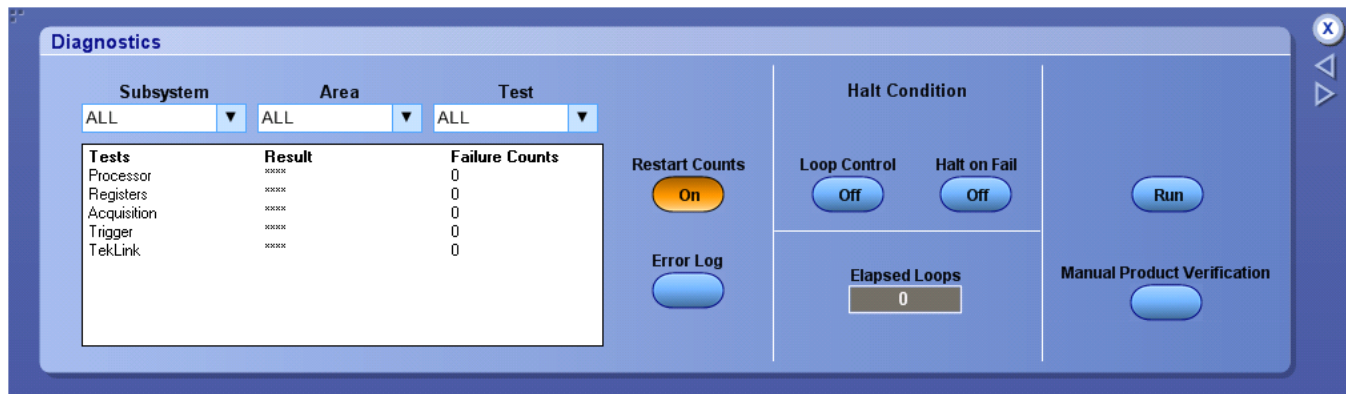 Diagnostics
X
Subsystem Area Test
ALL ALL ALL
Tests Result Failure Counts
Processor **** 0
Registers **** 0
Acquisition **** 0
Trigger **** 0
TekLink **** 0
Restart Counts
On
Error Log
Halt Condition
Loop Control Halt on Fail
Off Off
Elapsed Loops
0
Run
Manual Product Verification